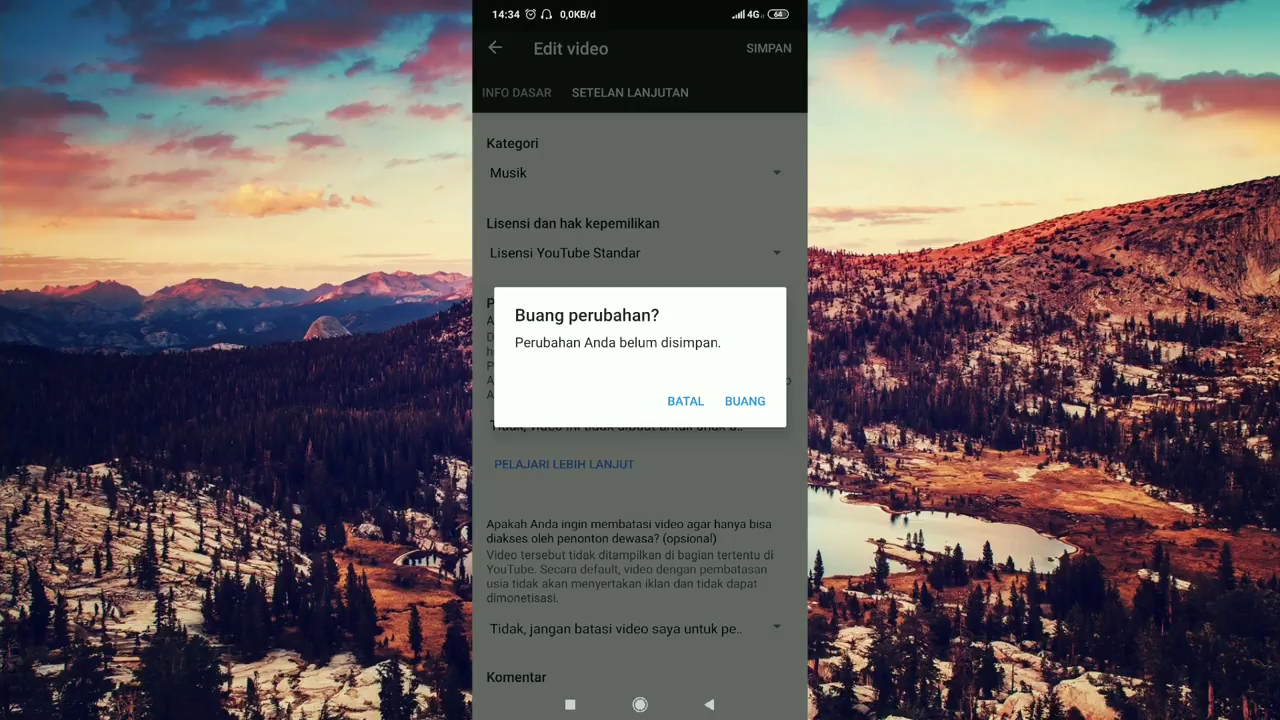 14:34 0,0KB/d 4G 64
Edit video SIMPAN
INFO DASAR SETELAN LANJUTAN
Kategori
Musik
Lisensi dan hak kepemilikan
Lisensi YouTube Standar
Buang perubahan?
Perubahan Anda belum disimpan.
BATAL BUANG
PELAJARI LEBIH LANJUT
Apakah Anda ingin membatasi video agar hanya bisa
diakses oleh penonton dewasa? (opsional)
Video tersebut tidak ditampilkan di bagian tertentu di
YouTube. Secara default, video dengan pembatasan
usia tidak akan menyertakan iklan dan tidak dapat
dimonetisasi.
Tidak, jangan batasi video saya untuk pe..
Komentar